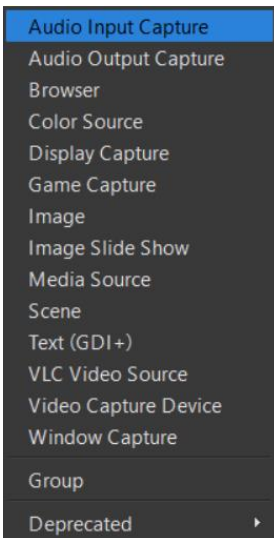 Audio Input Capture
Audio Output Capture
Browser
Color Source
Display Capture
Game Capture
Image
Image Slide Show
Media Source
Scene
Text (GDI+)
VLC Video Source
Video Capture Device
Window Capture
Group
Deprecated